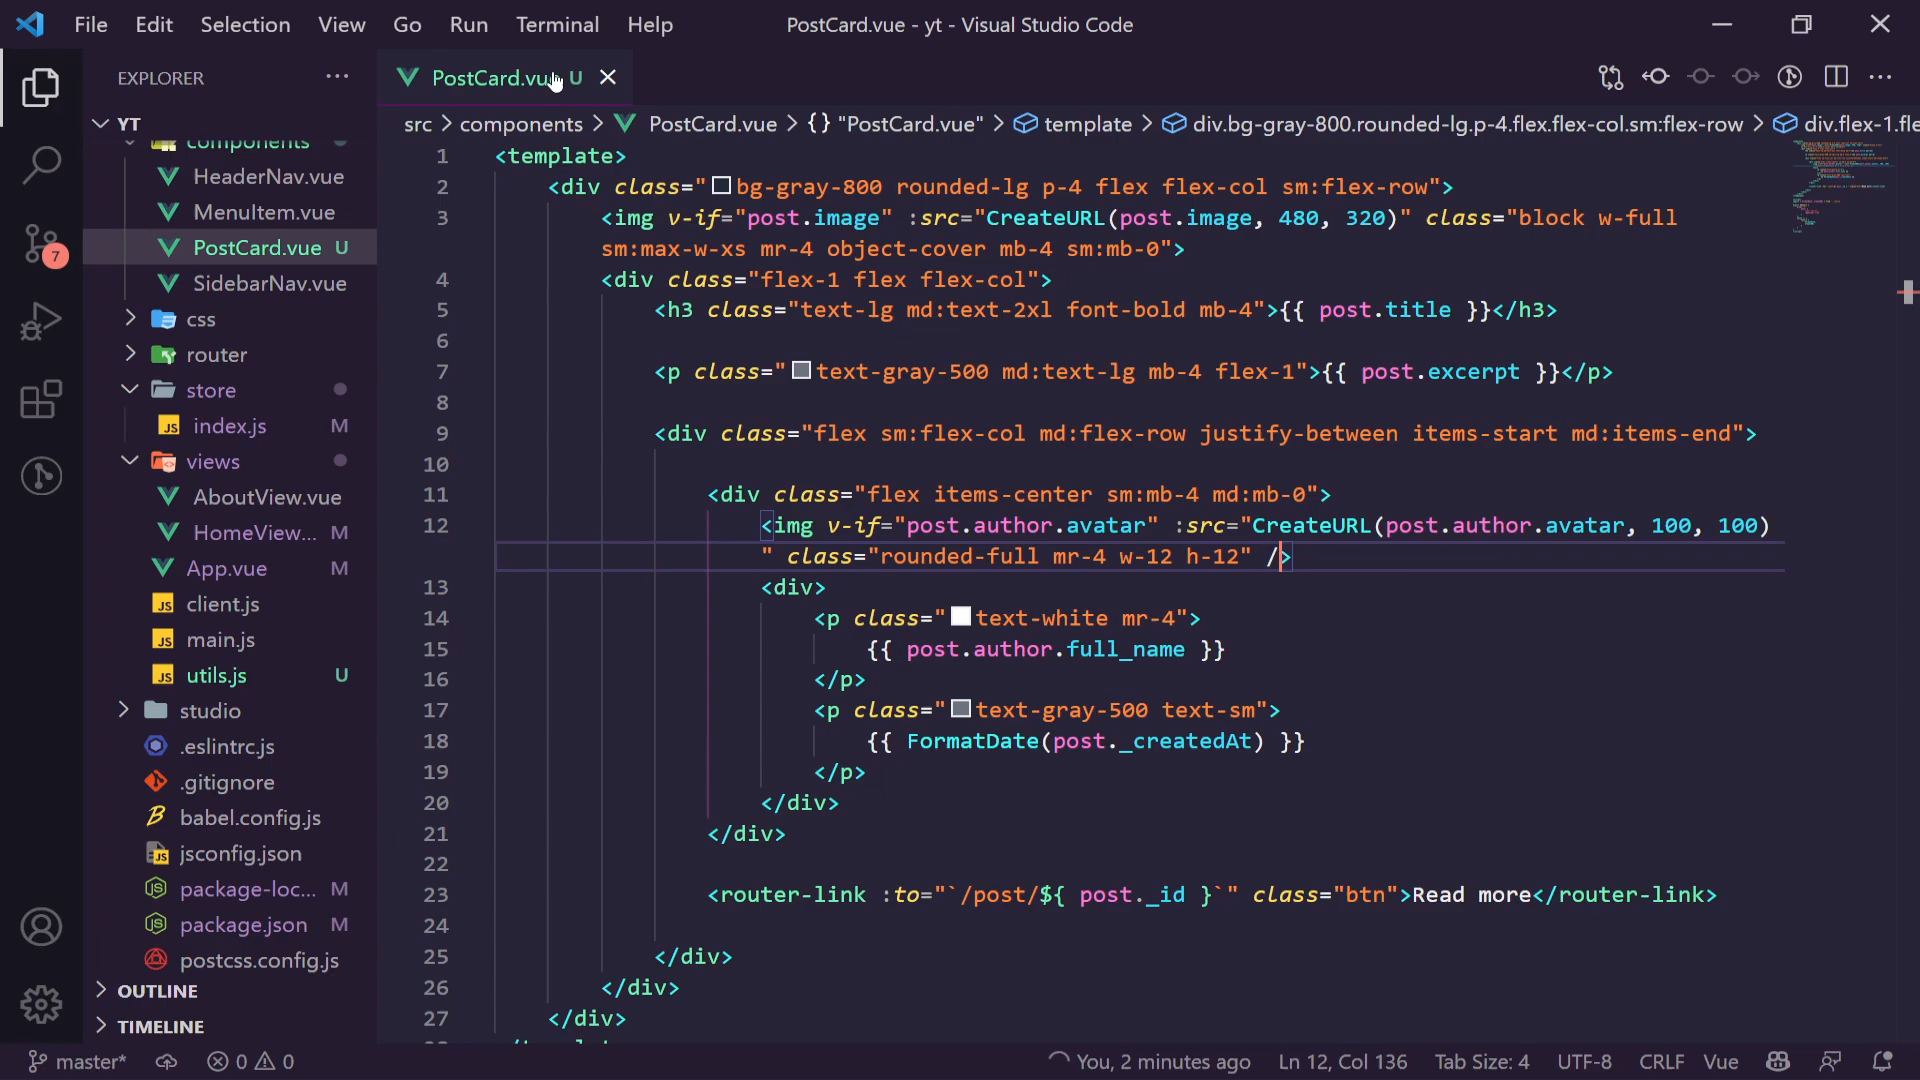 File Edit Selection View Go Run Terminal Help
PostCard.vue - yt - Visual Studio Code
EXPLORER
PostCard.vue U
YT
src > components > PostCard.vue > {} "PostCard.vue" > template > div.bg-gray-800.rounded-lg.p-4.flex.flex-col.sm:flex-row > div.flex-1.fle
components
HeaderNav.vue
MenuItem.vue
PostCard.vue U
SidebarNav.vue
css
router
store
index.js M
views
AboutView.vue
HomeView... M
App.vue M
client.js
main.js
utils.js U
studio
.eslintrc.js
.gitignore
babel.config.js
jsconfig.json
package-loc... M
package.json M
postcss.config.js
OUTLINE
TIMELINE
7
1 <template>
2 <div class="bg-gray-800 rounded-lg p-4 flex flex-col sm:flex-row">
3 <img v-if="post.image" :src="CreateURL(post.image, 480, 320)" class="block w-full
sm:max-w-xs mr-4 object-cover mb-4 sm:mb-0">
4 <div class="flex-1 flex flex-col">
5 <h3 class="text-lg md:text-2xl font-bold mb-4">{{ post.title }}</h3>
6
7 <p class="text-gray-500 md:text-lg mb-4 flex-1">{{ post.excerpt }}</p>
8
9 <div class="flex sm:flex-col md:flex-row justify-between items-start md:items-end">
10
11 <div class="flex items-center sm:mb-4 md:mb-0">
12 <img v-if="post.author.avatar" :src="CreateURL(post.author.avatar, 100, 100)
" class="rounded-full mr-4 w-12 h-12" />
13 <div>
14 <p class="text-white mr-4">
15 {{ post.author.full_name }}
16 </p>
17 <p class="text-gray-500 text-sm">
18 {{ FormatDate(post._createdAt) }}
19 </p>
20 </div>
21 </div>
22
23 <router-link :to="`/post/${ post._id }`" class="btn">Read more</router-link>
24
25 </div>
26 </div>
27 </div>
master* 0 0 You, 2 minutes ago Ln 12, Col 136 Tab Size: 4 UTF-8 CRLF Vue